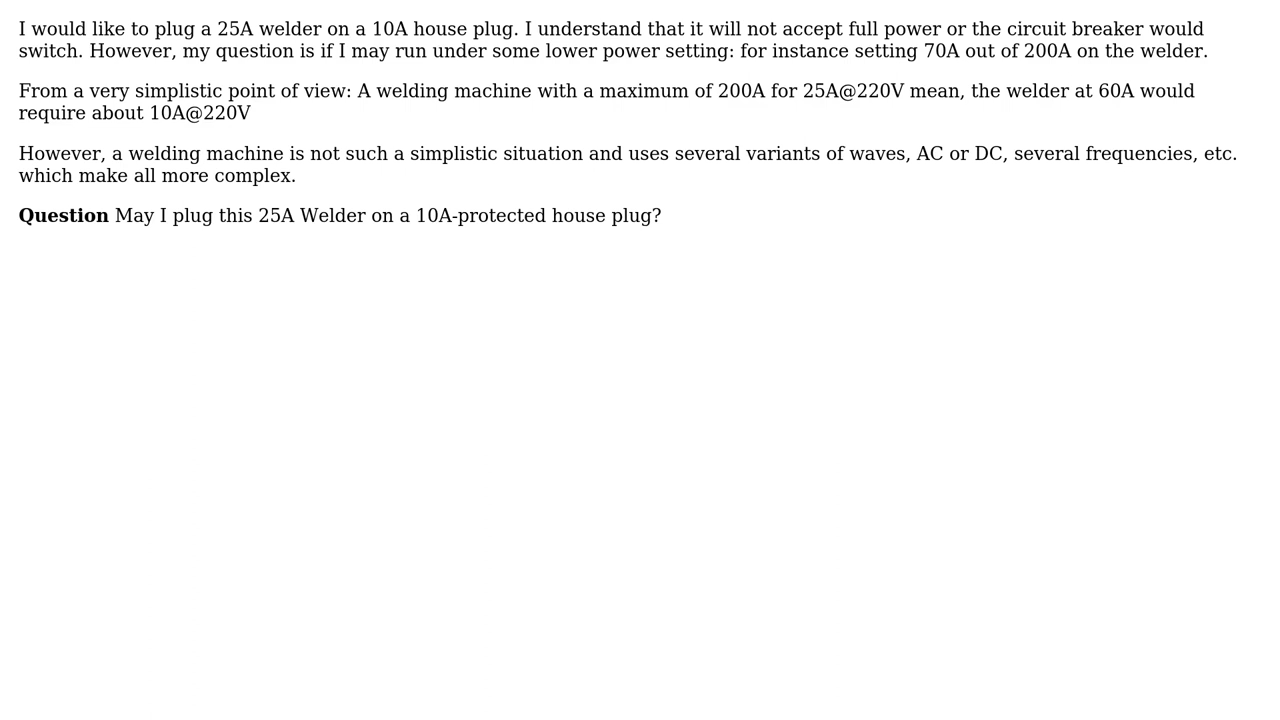 I would like to plug a 25A welder on a 10A house plug. I understand that it will not accept full power or the circuit breaker would
switch. However, my question is if I may run under some lower power setting: for instance setting 70A out of 200A on the welder.
From a very simplistic point of view: A welding machine with a maximum of 200A for 25A@220V mean, the welder at 60A would
require about 10A@220V
However, a welding machine is not such a simplistic situation and uses several variants of waves, AC or DC, several frequencies, etc.
which make all more complex.
Question May I plug this 25A Welder on a 10A-protected house plug?